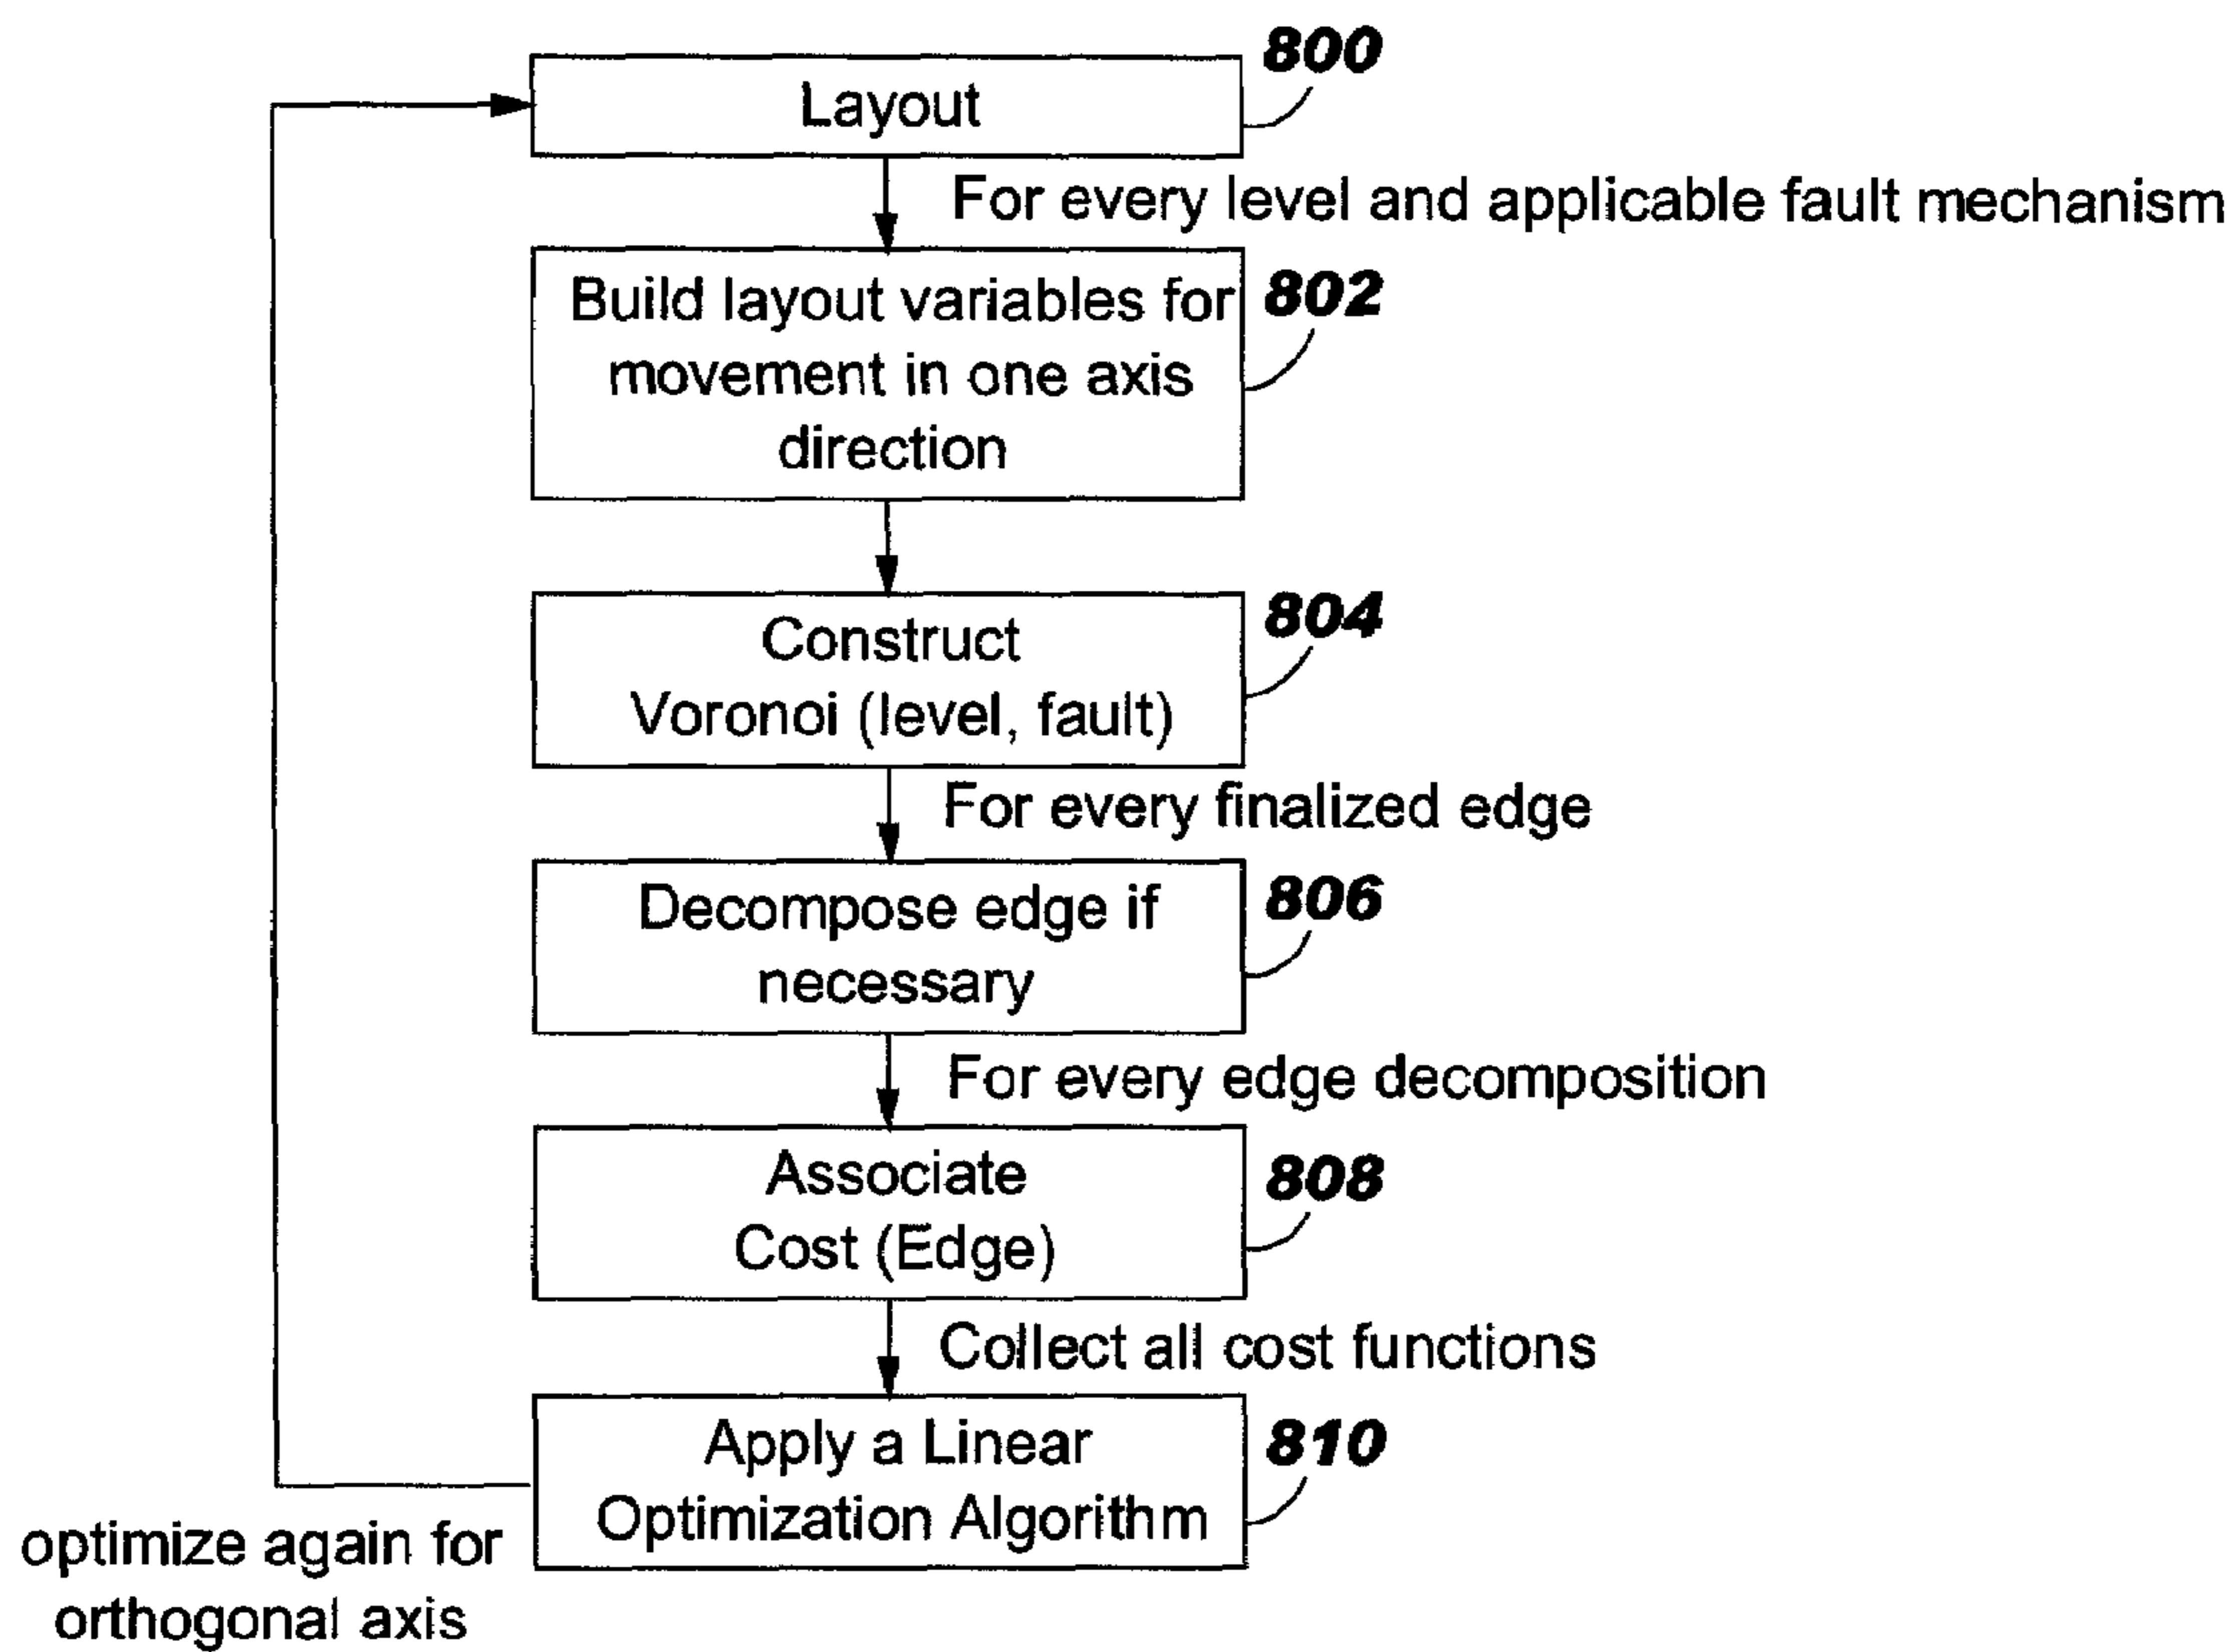 800
Layout
For every level and applicable fault mechanism
Build layout variables for
movement in one axis
direction
802
Construct
Voronoi (level, fault)
804
For every finalized edge
Decompose edge if
necessary
806
For every edge decomposition
Associate
Cost (Edge)
808
Collect all cost functions
Apply a Linear
Optimization Algorithm
810
optimize again for
orthogonal axis